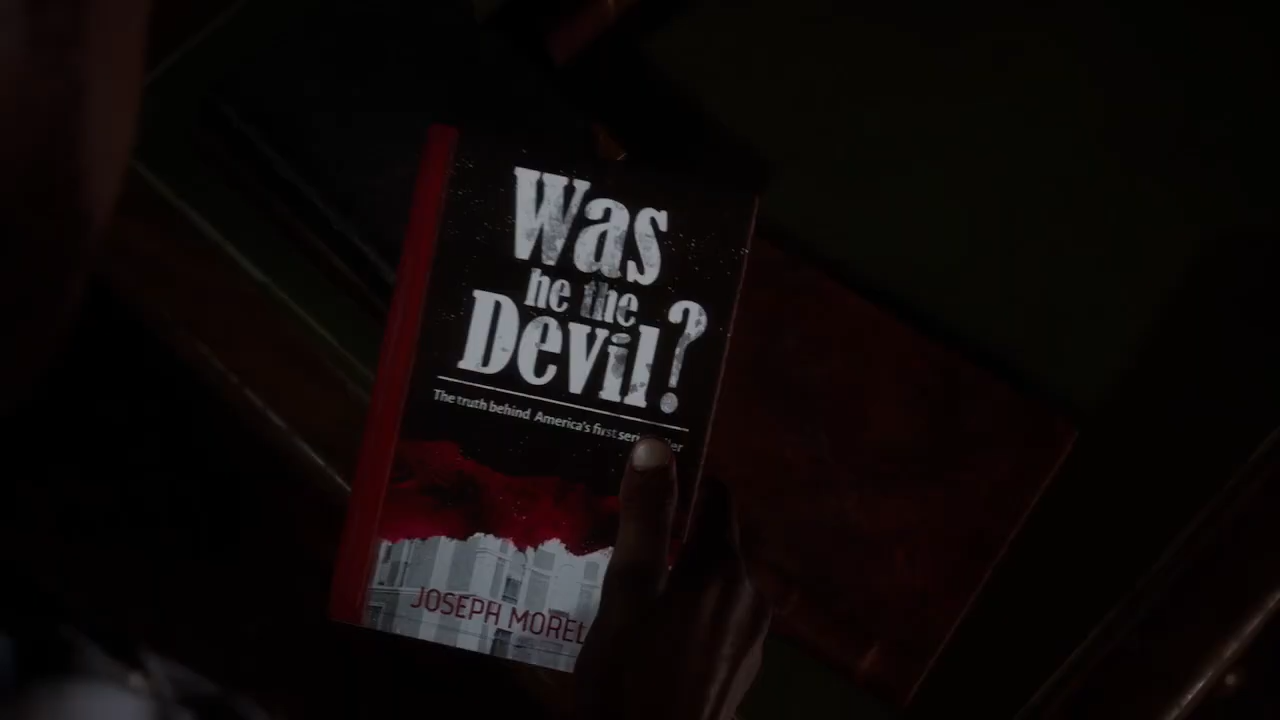 Was
he the
Devil?
The truth behind America's first
JOSEPH